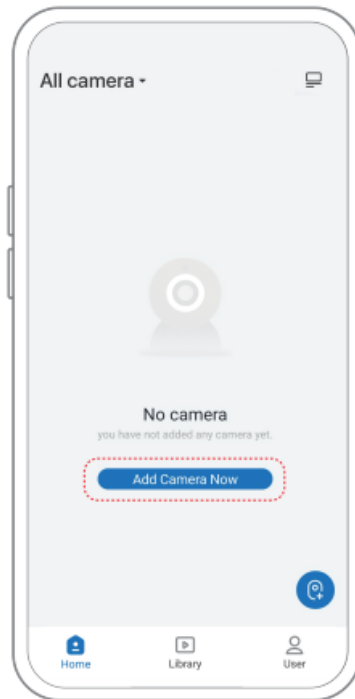 All camera
No camera
you have not added any camera yet.
Add Camera Now
Home
Library
User